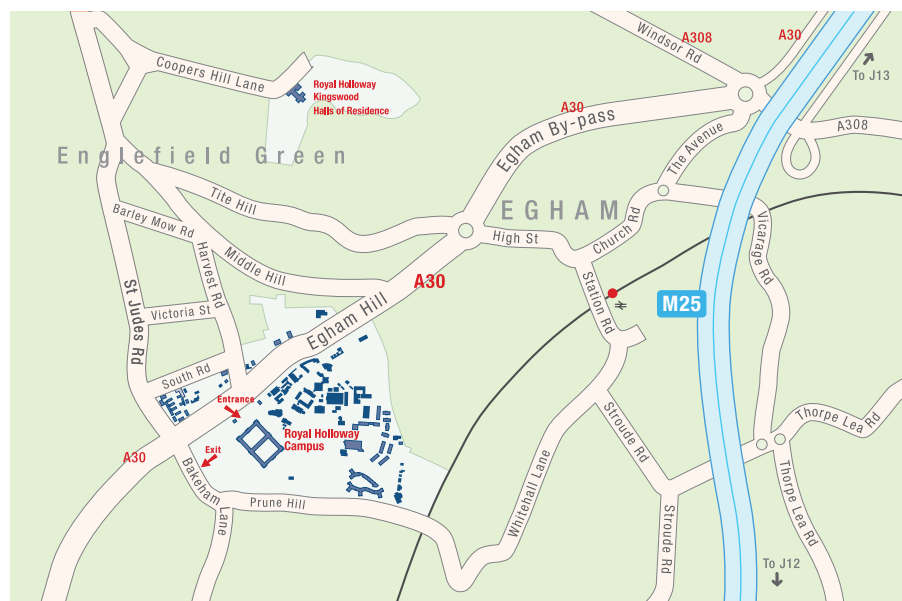 A308
A30
Windsor Rd
To J13
Coopers Hill Lane
Royal Holloway
Kingswood
Halls of Residence
A30
Egham By-pass
A308
The Avenue
Englefield Green
Tite Hill
EGHAM
Barley Mow Rd
High St
Church Rd
Vicarage Rd
Harvest Rd
Middle Hill
A30
Station Rd
M25
St Judes Rd
Victoria St
Egham Hill
South Rd
Entrance
Royal Holloway
Campus
Exit
A30
Bakeham Lane
Prune Hill
Whitehall Lane
Stroude Rd
Thorpe Lea Rd
Thorpe Lea Rd
Stroude Rd
To J12